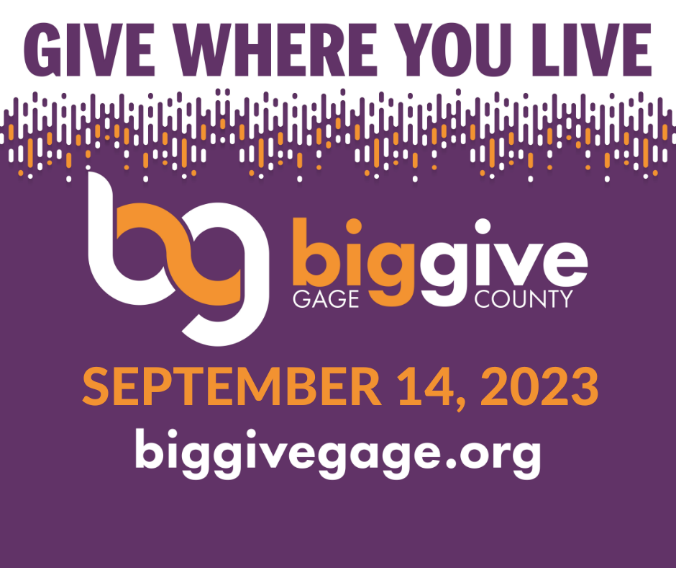 GIVE WHERE YOU LIVE
bg
biggive
GAGE COUNTY
SEPTEMBER 14, 2023
biggivegage.org